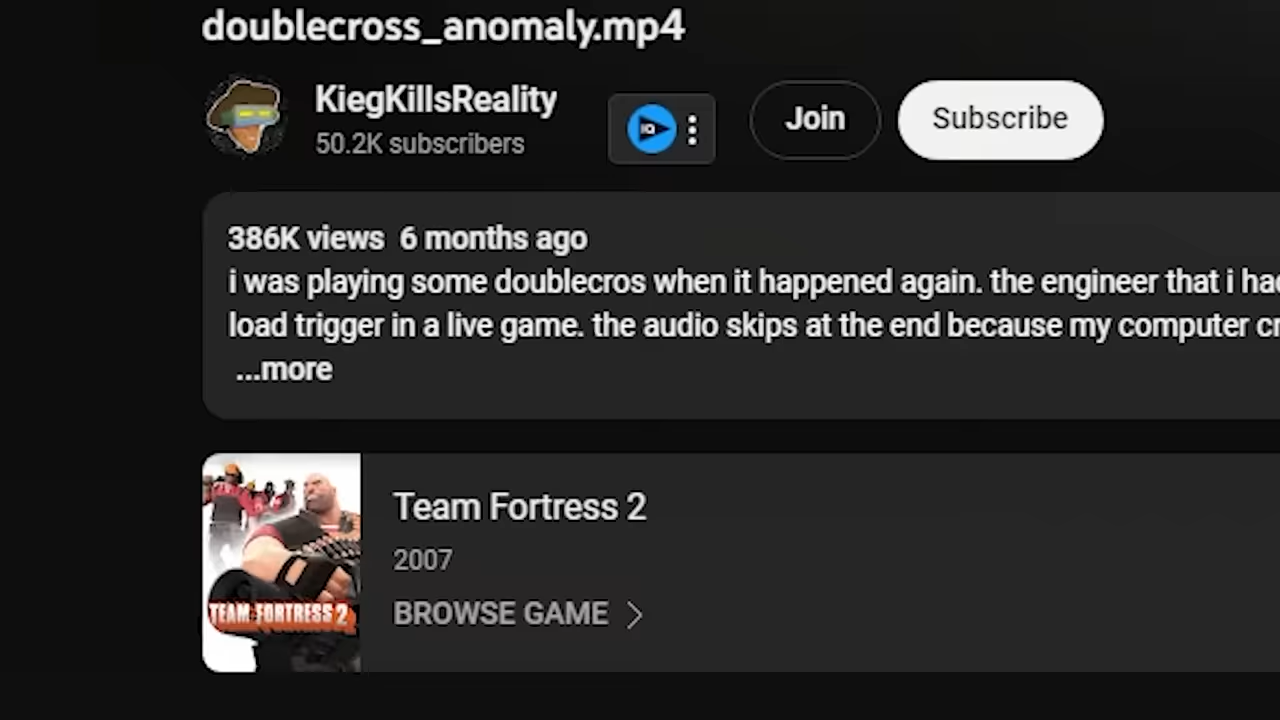 doublecross_anomaly.mp4
KiegKillsReality
50.2K subscribers
IQ
Join
Subscribe
386K views 6 months ago
i was playing some doublecros when it happened again. the engineer that i
load trigger in a live game. the audio skips at the end because my computer
...more
TEAM FORTRESS 2
Team Fortress 2
2007
BROWSE GAME